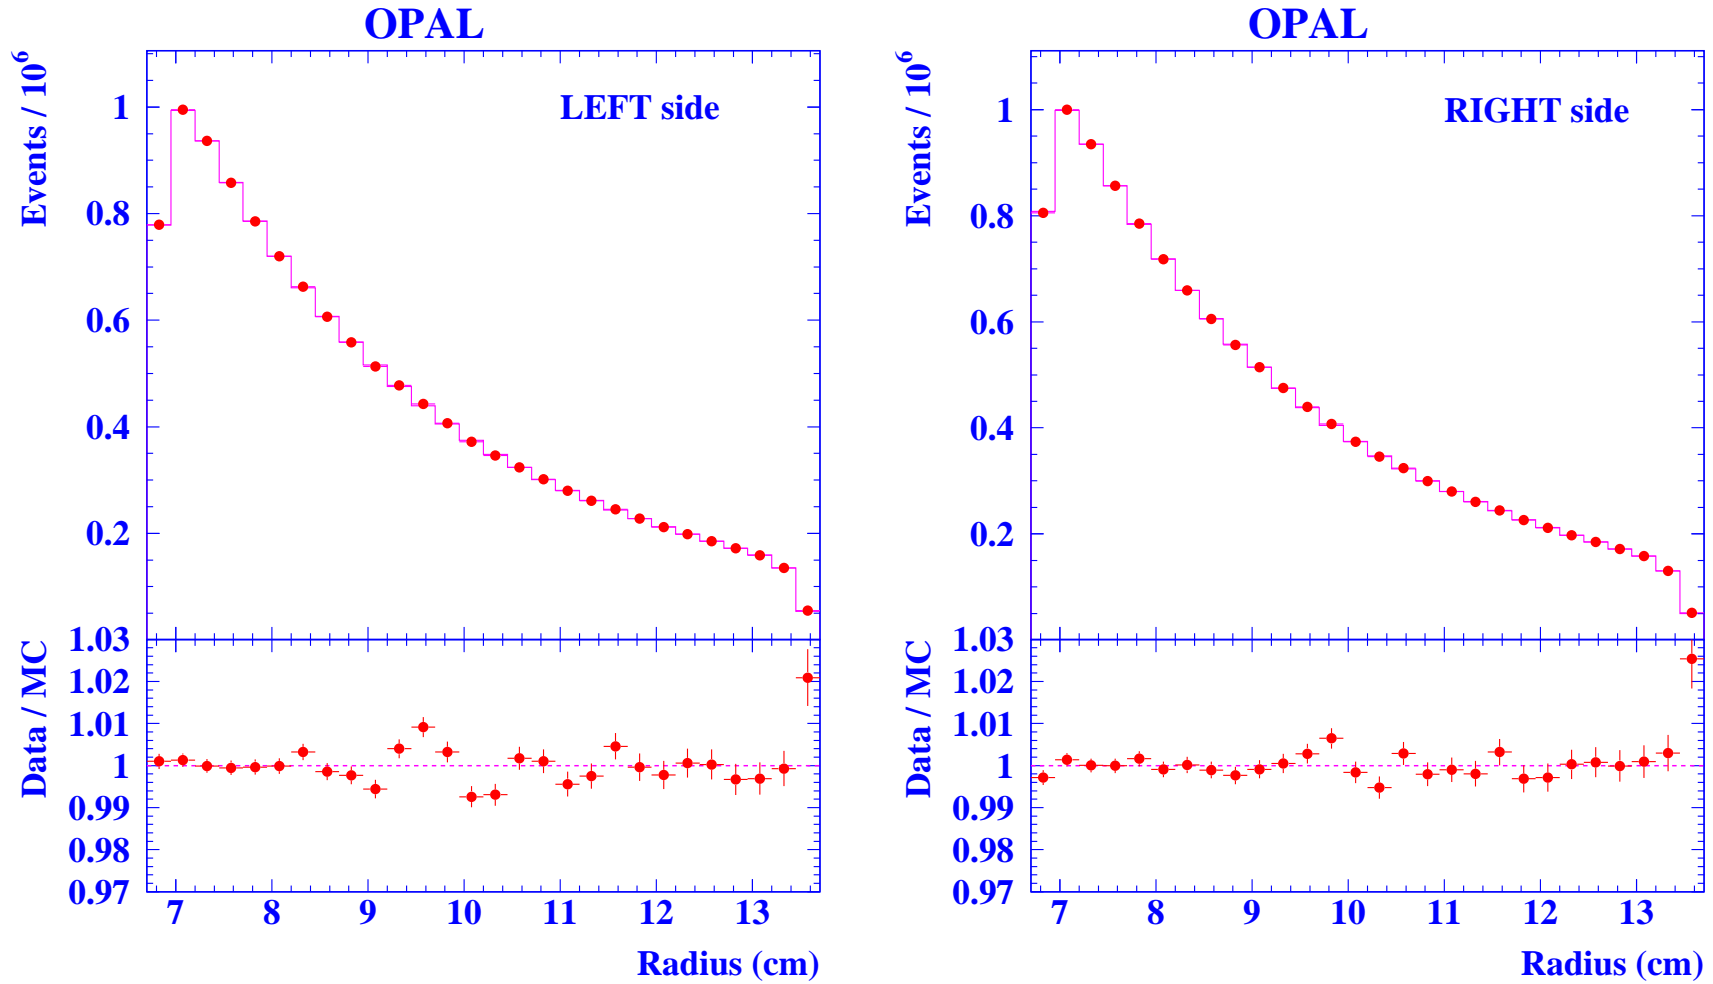 OPAL
Events / 10⁶
LEFT side
1
0.8
0.6
0.4
0.2
Data / MC
1.03
1.02
1.01
1
0.99
0.98
0.97
7 8 9 10 11 12 13
Radius (cm)
OPAL
Events / 10⁶
RIGHT side
1
0.8
0.6
0.4
0.2
Data / MC
1.03
1.02
1.01
1
0.99
0.98
0.97
7 8 9 10 11 12 13
Radius (cm)